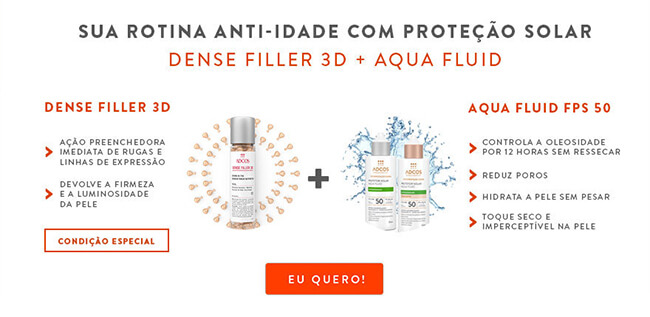 SUA ROTINA ANTI-IDADE COM PROTEÇÃO SOLAR
DENSE FILLER 3D + AQUA FLUID
DENSE FILLER 3D
AÇÃO PREENCHEDORA
IMEDIATA DE RUGAS E
LINHAS DE EXPRESSÃO
DEVOLVE A FIRMEZA
E A LUMINOSIDADE
DA PELE
CONDIÇÃO ESPECIAL
ADCOS
DENSE FILLER 3D
+
ADCOS
50
50
AQUA FLUID FPS 50
CONTROLA A OLEOSIDADE
POR 12 HORAS SEM RESSECAR
REDUZ POROS
HIDRATA A PELE SEM PESAR
TOQUE SECO E
IMPERCEPTÍVEL NA PELE
EU QUERO!